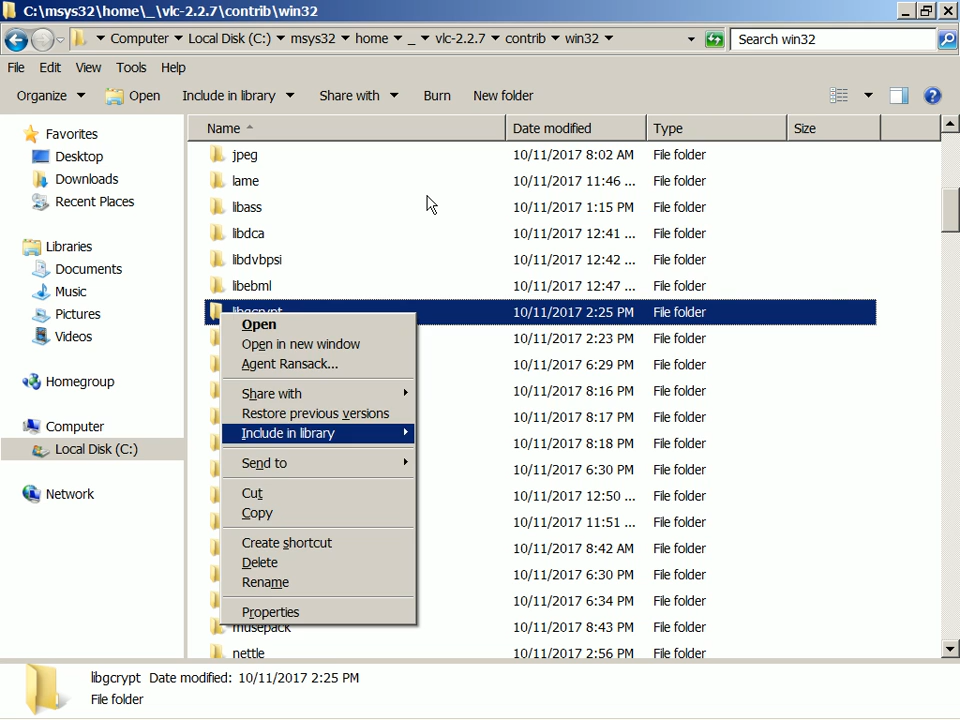 C:\msys32\home\_\vlc-2.2.7\contrib\win32
Computer Local Disk (C:) msys32 home _ vlc-2.2.7 contrib win32
Search win32
File Edit View Tools Help
Organize Open Include in library Share with Burn New folder
Name Date modified Type Size
Favorites
Desktop
Downloads
Recent Places
Libraries
Documents
Music
Pictures
Videos
Homegroup
Computer
Local Disk (C:)
Network
jpeg 10/11/2017 8:02 AM File folder
lame 10/11/2017 11:46 ... File folder
libass 10/11/2017 1:15 PM File folder
libdca 10/11/2017 12:41 ... File folder
libdvbpsi 10/11/2017 12:42 ... File folder
libebml 10/11/2017 12:47 ... File folder
libgcrypt 10/11/2017 2:25 PM File folder
10/11/2017 2:23 PM File folder
10/11/2017 6:29 PM File folder
10/11/2017 8:16 PM File folder
10/11/2017 8:17 PM File folder
10/11/2017 8:18 PM File folder
10/11/2017 6:30 PM File folder
10/11/2017 12:50 ... File folder
10/11/2017 11:51 ... File folder
10/11/2017 8:42 AM File folder
10/11/2017 6:30 PM File folder
10/11/2017 6:34 PM File folder
musepack 10/11/2017 8:43 PM File folder
nettle 10/11/2017 2:56 PM File folder
Open
Open in new window
Agent Ransack...
Share with
Restore previous versions
Include in library
Send to
Cut
Copy
Create shortcut
Delete
Rename
Properties
libgcrypt Date modified: 10/11/2017 2:25 PM
File folder